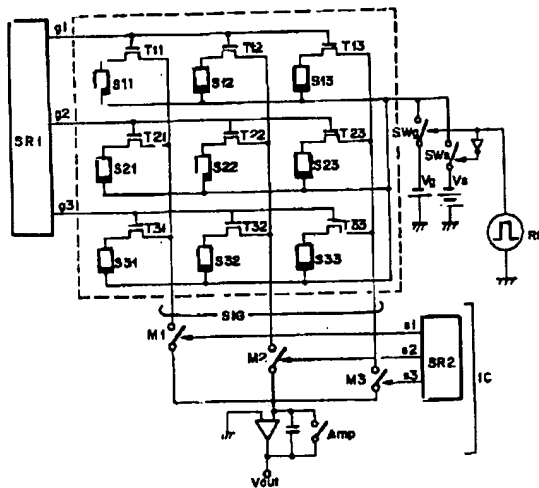 g1
T11
T12
T13
S11
S12
S13
SR1
g2
T21
T22
T23
SWg
SWs
S21
S22
S23
Vg
Vs
g3
T31
T32
T33
S31
S32
S33
SIG
M1
s1
M2
s2
SR2
IC
M3
s3
Amp
Vout